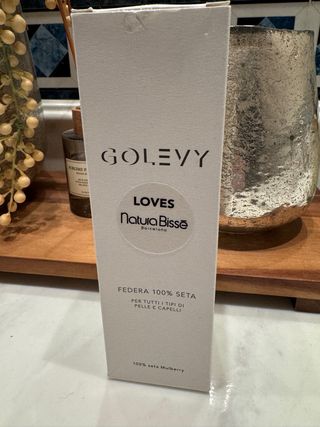 GOLEVY
LOVES
Natura Bissé
Barcelona
FEDERA 100% SETA
PER TUTTI I TIPI DI
PELLE E CAPELLI
100% seta Mulberry